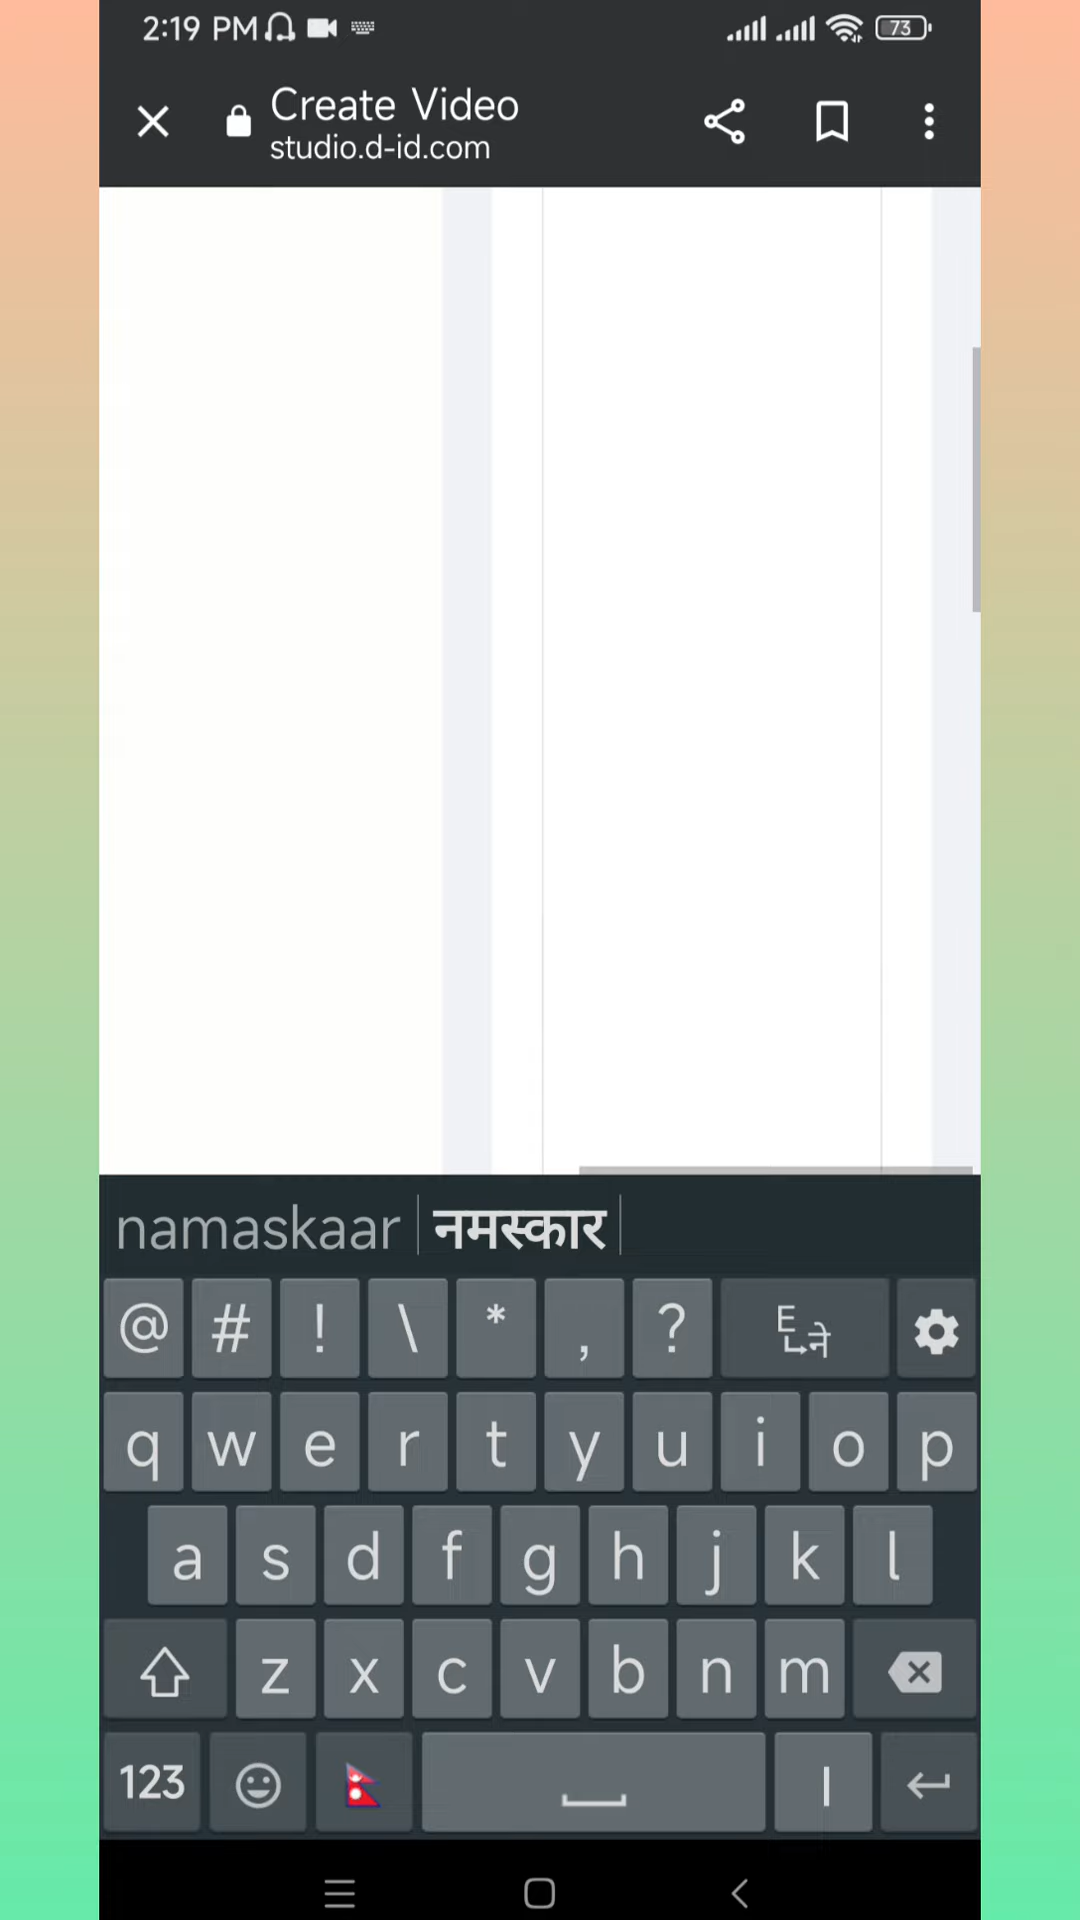 2:19 PM 73
Create Video
studio.d-id.com
namaskaar नमस्कार
@ # ! \ * , ? E ने
q w e r t y u i o p
a s d f g h j k l
z x c v b n m
123 ।